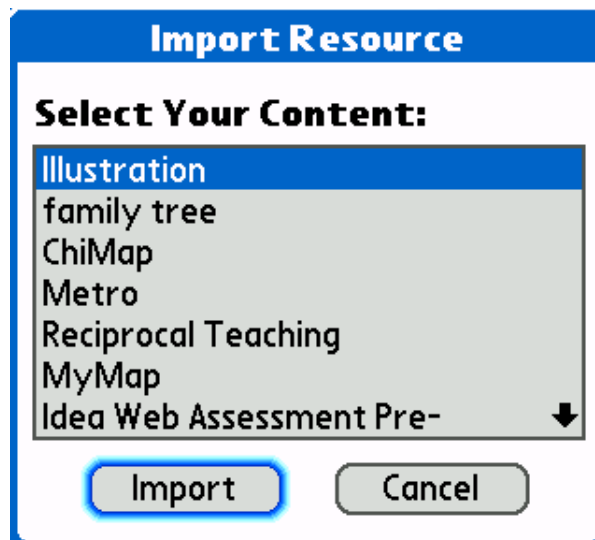 Import Resource
Select Your Content:
Illustration
family tree
ChiMap
Metro
Reciprocal Teaching
MyMap
Idea Web Assessment Pre-
Import
Cancel